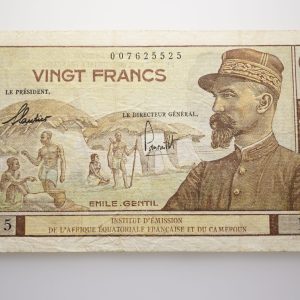 007625525
VINGT FRANCS
LE PRÉSIDENT,
LE DIRECTEUR GÉNÉRAL,
EMILE-GENTIL
5
INSTITUT D'ÉMISSION
DE L'AFRIQUE ÉQUATORIALE FRANÇAISE ET DU CAMEROUN